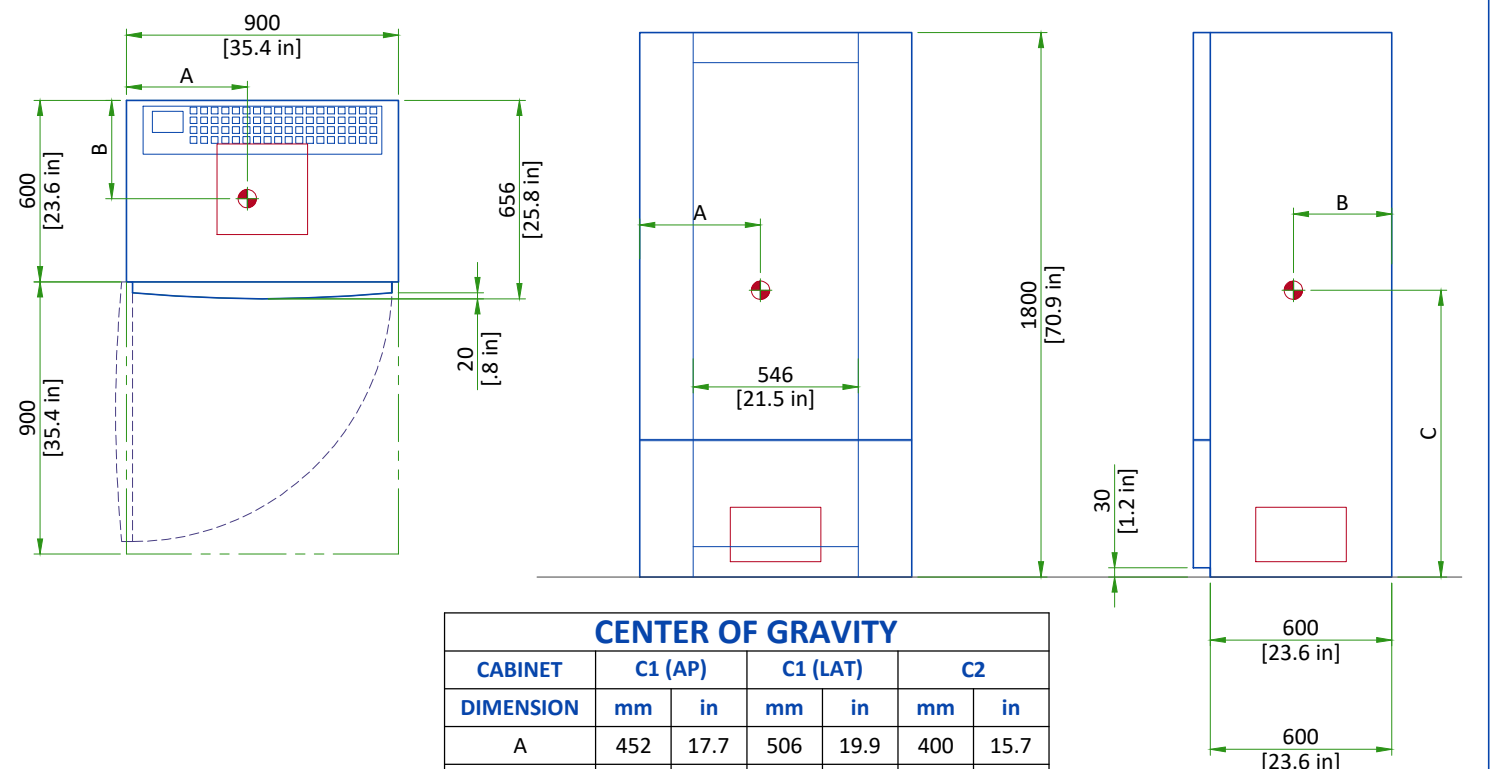 900
[35.4 in]
A
B
600
[23.6 in]
656
[25.8 in]
20
[.8 in]
900
[35.4 in]
A
546
[21.5 in]
1800
[70.9 in]
B
C
30
[1.2 in]
600
[23.6 in]
600
[23.6 in]
CENTER OF GRAVITY
CABINET C1 (AP) C1 (LAT) C2
DIMENSION mm in mm in mm in
A 452 17.7 506 19.9 400 15.7